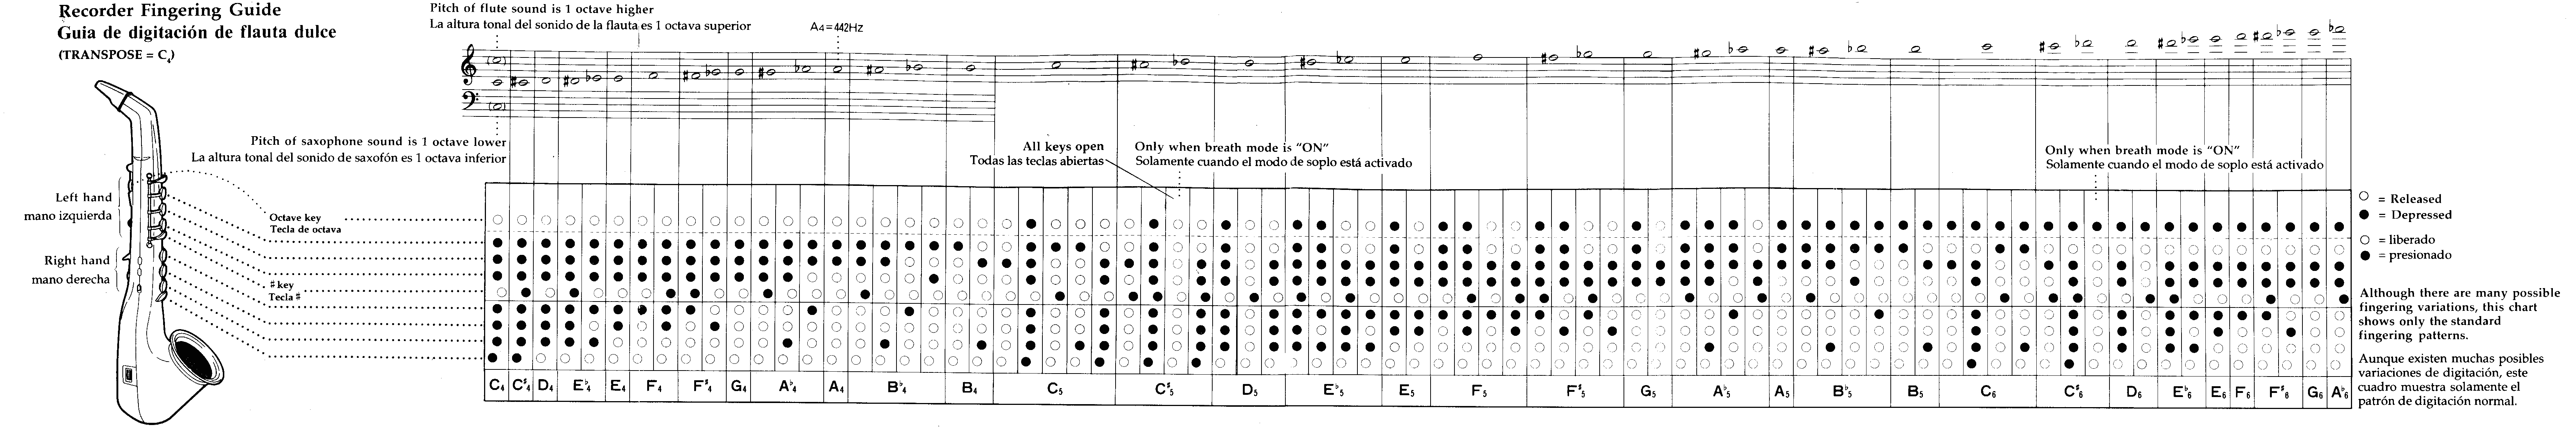 Recorder Fingering Guide
Guia de digitación de flauta dulce
(TRANSPOSE = C4)
Pitch of flute sound is 1 octave higher
La altura tonal del sonido de la flauta es 1 octava superior
A4=442Hz
Pitch of saxophone sound is 1 octave lower
La altura tonal del sonido de saxofón es 1 octava inferior
All keys open
Todas las teclas abiertas
Only when breath mode is "ON"
Solamente cuando el modo de soplo está activado
Only when breath mode is "ON"
Solamente cuando el modo de soplo está activado
Left hand
mano izquierda
Right hand
mano derecha
Octave key
Tecla de octava
♯ key
Tecla ♯
○ = Released
● = Depressed
○ = liberado
● = presionado
Although there are many possible
fingering variations, this chart
shows only the standard
fingering patterns.
Aunque existen muchas posibles
variaciones de digitación, este
cuadro muestra solamente el
patrón de digitación normal.
C4 C♯4 D4 E♭4 E4 F4 F♯4 G4 A♭4 A4 B♭4 B4 C5 C♯5 D5 E♭5 E5 F5 F♯5 G5 A♭5 A5 B♭5 B5 C6 C♯6 D6 E♭6 E6 F6 F♯6 G6 A♭6